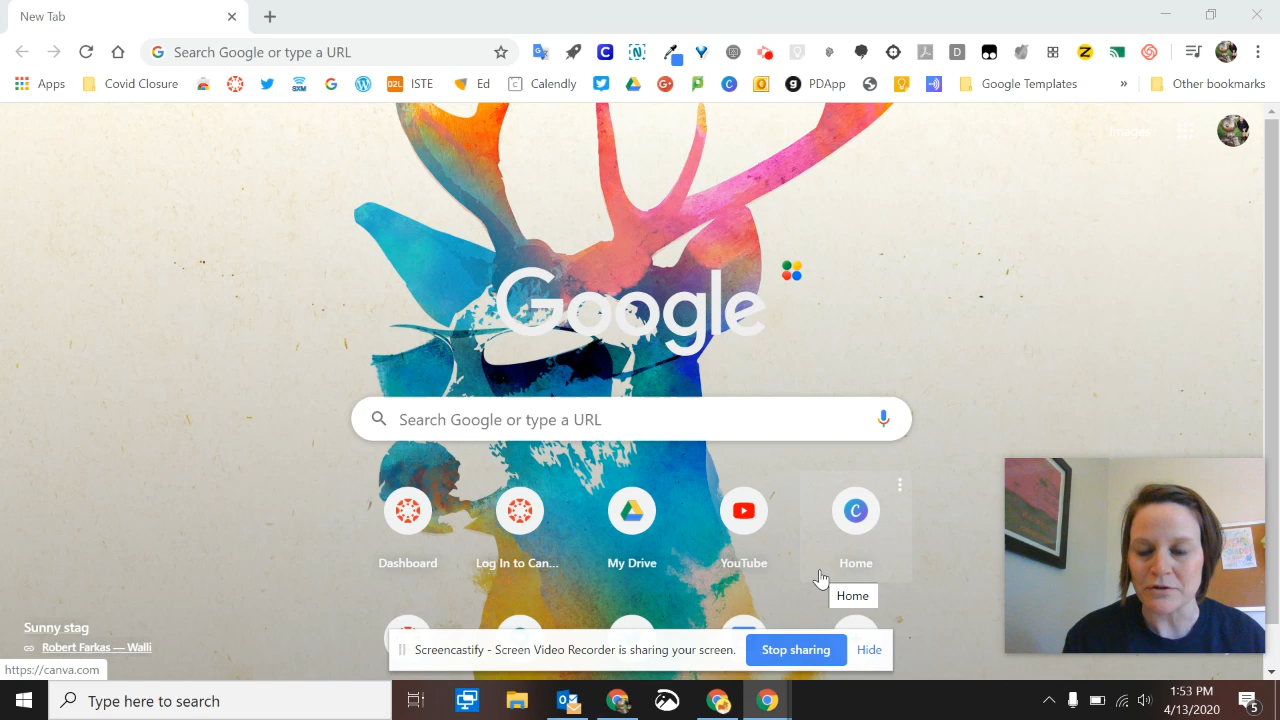 New Tab
Search Google or type a URL
Apps
Covid Closure
D2L
ISTE
Ed
Calendly
PDApp
Google Templates
»
Other bookmarks
Images
Google
Search Google or type a URL
Dashboard
Log In to Can...
My Drive
YouTube
Home
Home
Sunny stag
Robert Farkas — Walli
Screencastify - Screen Video Recorder is sharing your screen.
Stop sharing
Hide
https://canva.com
Type here to search
1:53 PM
4/13/2020
5